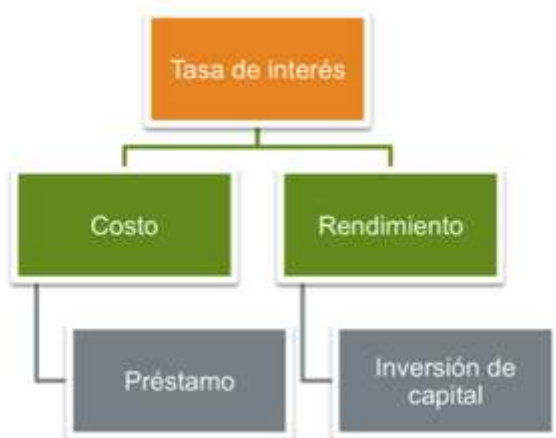 Tasa de interés
Costo
Rendimiento
Préstamo
Inversión de
capital